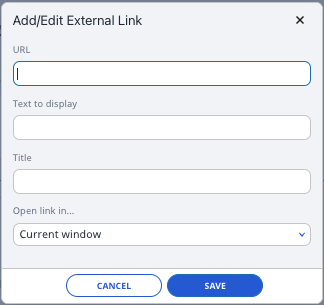 Add/Edit External Link
URL
Text to display
Title
Open link in...
Current window
CANCEL SAVE